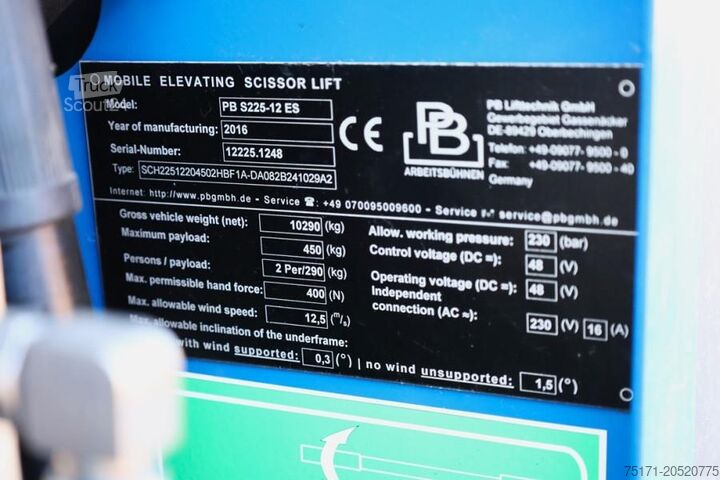 MOBILE ELEVATING SCISSOR LIFT
Truck
Scout24
Model: PB S225-12 ES
Year of manufacturing: 2016
Serial-Number: 12225.1248
Type: SCH22512204502HBF1A-DA082B241029A2
CE
PB
ARBEITSBÜHNEN
PB Lifttechnik GmbH
Gewerbegebiet Gassenäcker
DE-89429 Oberbechingen
Telefon: +49-09077- 9500 - 0
Fax: +49-09077- 9500 - 40
Germany
Internet: http://www.pbgmbh.de - Service ☎: +49 070095009600 - Service service@pbgmbh.de
Gross vehicle weight (net): 10290 (kg)
Maximum payload: 450 (kg)
Persons / payload: 2 Per/290 (kg)
Max. permissible hand force: 400 (N)
Max. allowable wind speed: 12,5 (m/s)
Max. allowable inclination of the underframe:
with wind supported: 0,3 (°) | no wind unsupported: 1,5 (°)
Allow. working pressure: 230 (bar)
Control voltage (DC =): 48 (V)
Operating voltage (DC =): 48 (V)
Independent
connection (AC ≈): 230 (V) 16 (A)
75171-20520775